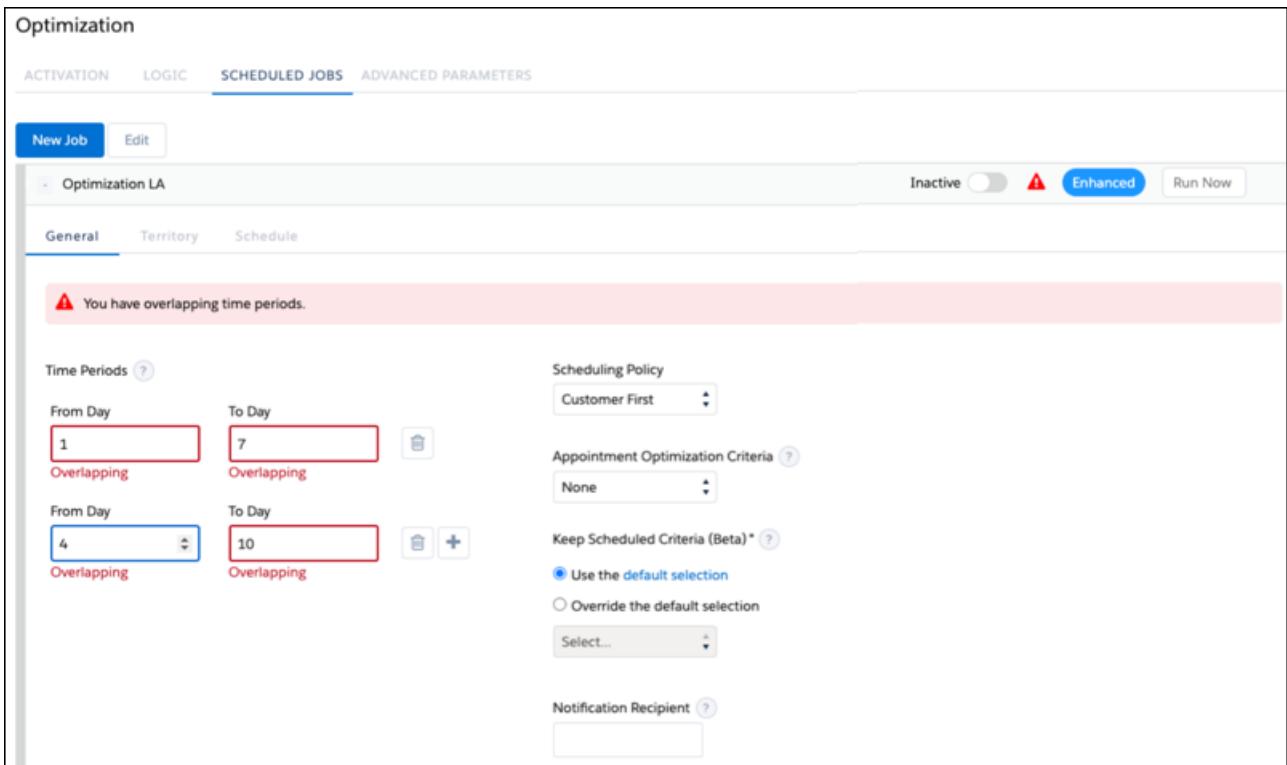 Optimization
ACTIVATION LOGIC SCHEDULED JOBS ADVANCED PARAMETERS
New Job Edit
- Optimization LA Inactive Enhanced Run Now
General Territory Schedule
You have overlapping time periods.
Time Periods ?
From Day To Day
1 7
Overlapping Overlapping
From Day To Day
4 10
Overlapping Overlapping
Scheduling Policy
Customer First
Appointment Optimization Criteria ?
None
Keep Scheduled Criteria (Beta)* ?
Use the default selection
Override the default selection
Select...
Notification Recipient ?